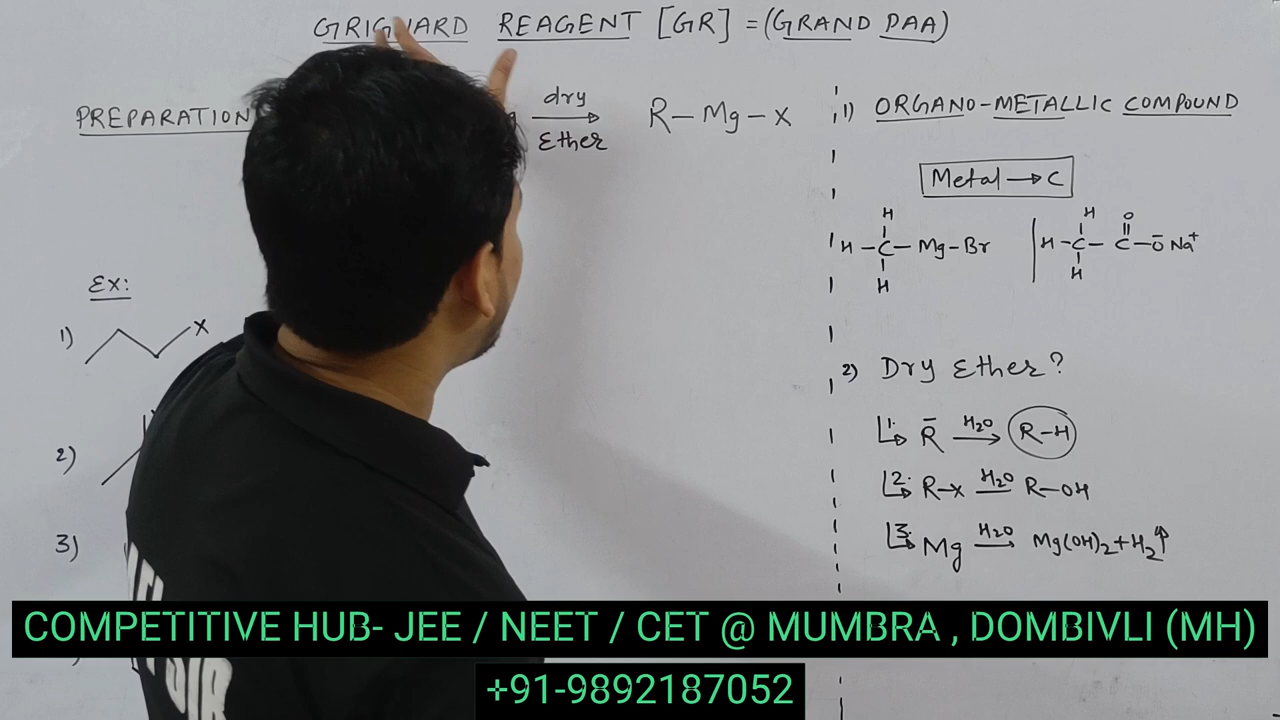 GRIGUARD REAGENT [GR] = (GRAND PAA)
PREPARATION
dry
Ether
R-Mg-X
EX:
1) X
2)
3)
1) ORGANO-METALLIC COMPOUND
Metal→C
H
H-C-Mg-Br
H
H O
H-C-C-O⁻Na⁺
H
2) Dry Ether?
1. R⁻ H₂O→ R-H
2. R-X H₂O R-OH
3. Mg H₂O→ Mg(OH)₂+H₂↑
COMPETITIVE HUB- JEE / NEET / CET @ MUMBRA , DOMBIVLI (MH)
+91-9892187052